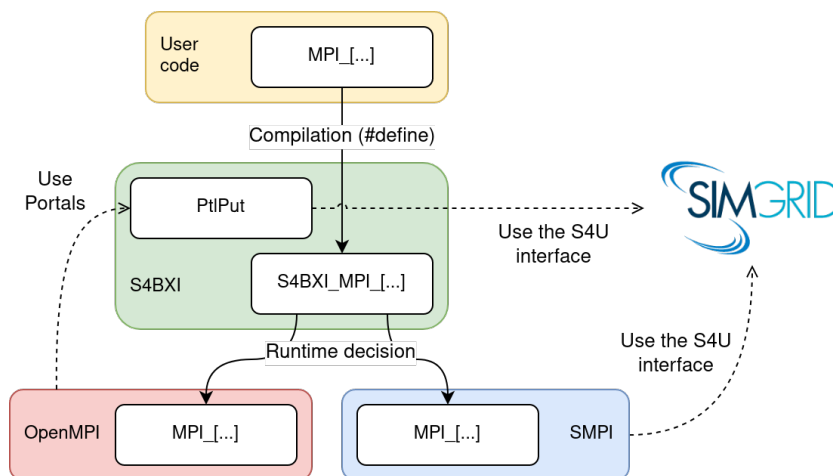 User
code
MPI_[...]
Compilation (#define)
Use
Portals
PtlPut
SIMGRID
Use the S4U
interface
S4BXI
S4BXI_MPI_[...]
Runtime decision
Use the S4U
interface
OpenMPI
MPI_[...]
MPI_[...]
SMPI